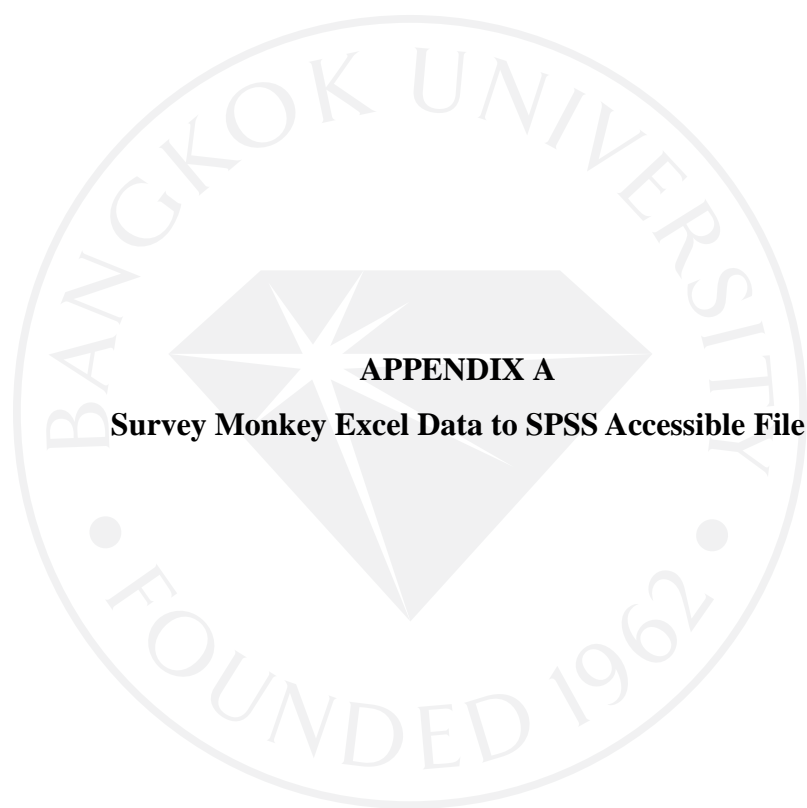 BANGKOK UNIVERSITY
APPENDIX A
Survey Monkey Excel Data to SPSS Accessible File
• FOUNDED 1962 •